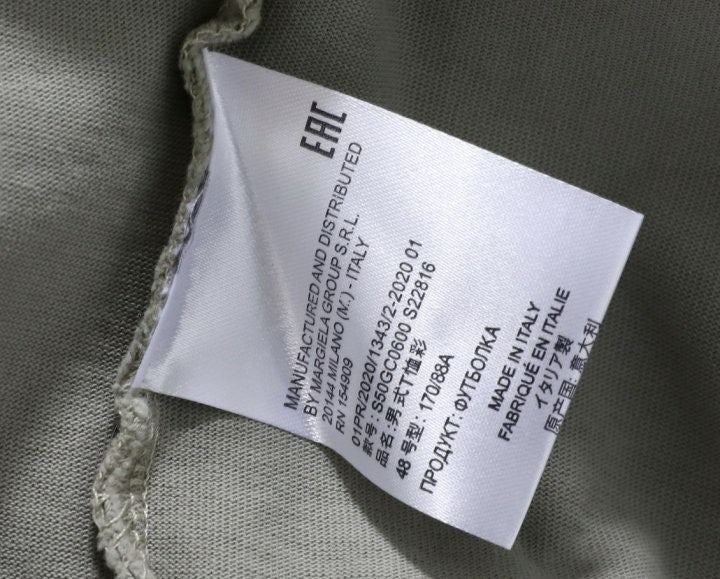 EAC
MANUFACTURED AND DISTRIBUTED
BY MARGIELA GROUP S.R.L.
20144 MILANO (M.) - ITALY
RN 154909
01PR/2020/1343/2-2020 01
款号: S50GC0600 S22816
品名:男式T恤彩
48 号型: 170/88A
ПРОДУКТ: ФУТБОЛКА
MADE IN ITALY
FABRIQUÉ EN ITALIE
イタリア製
原产国: 意大利